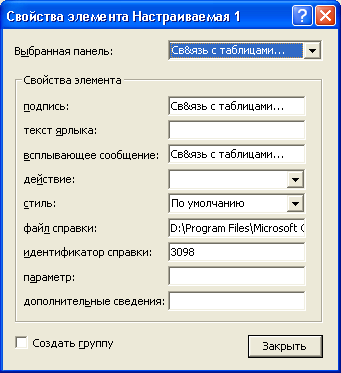 Свойства элемента Настраиваемая 1
Выбранная панель: Св&язь с таблицами...
Свойства элемента
подпись: Св&язь с таблицами...
текст ярлыка:
всплывающее сообщение: Св&язь с таблицами...
действие:
стиль: По умолчанию
файл справки: D:\Program Files\Microsoft
идентификатор справки: 3098
параметр:
дополнительные сведения:
Создать группу Закрыть